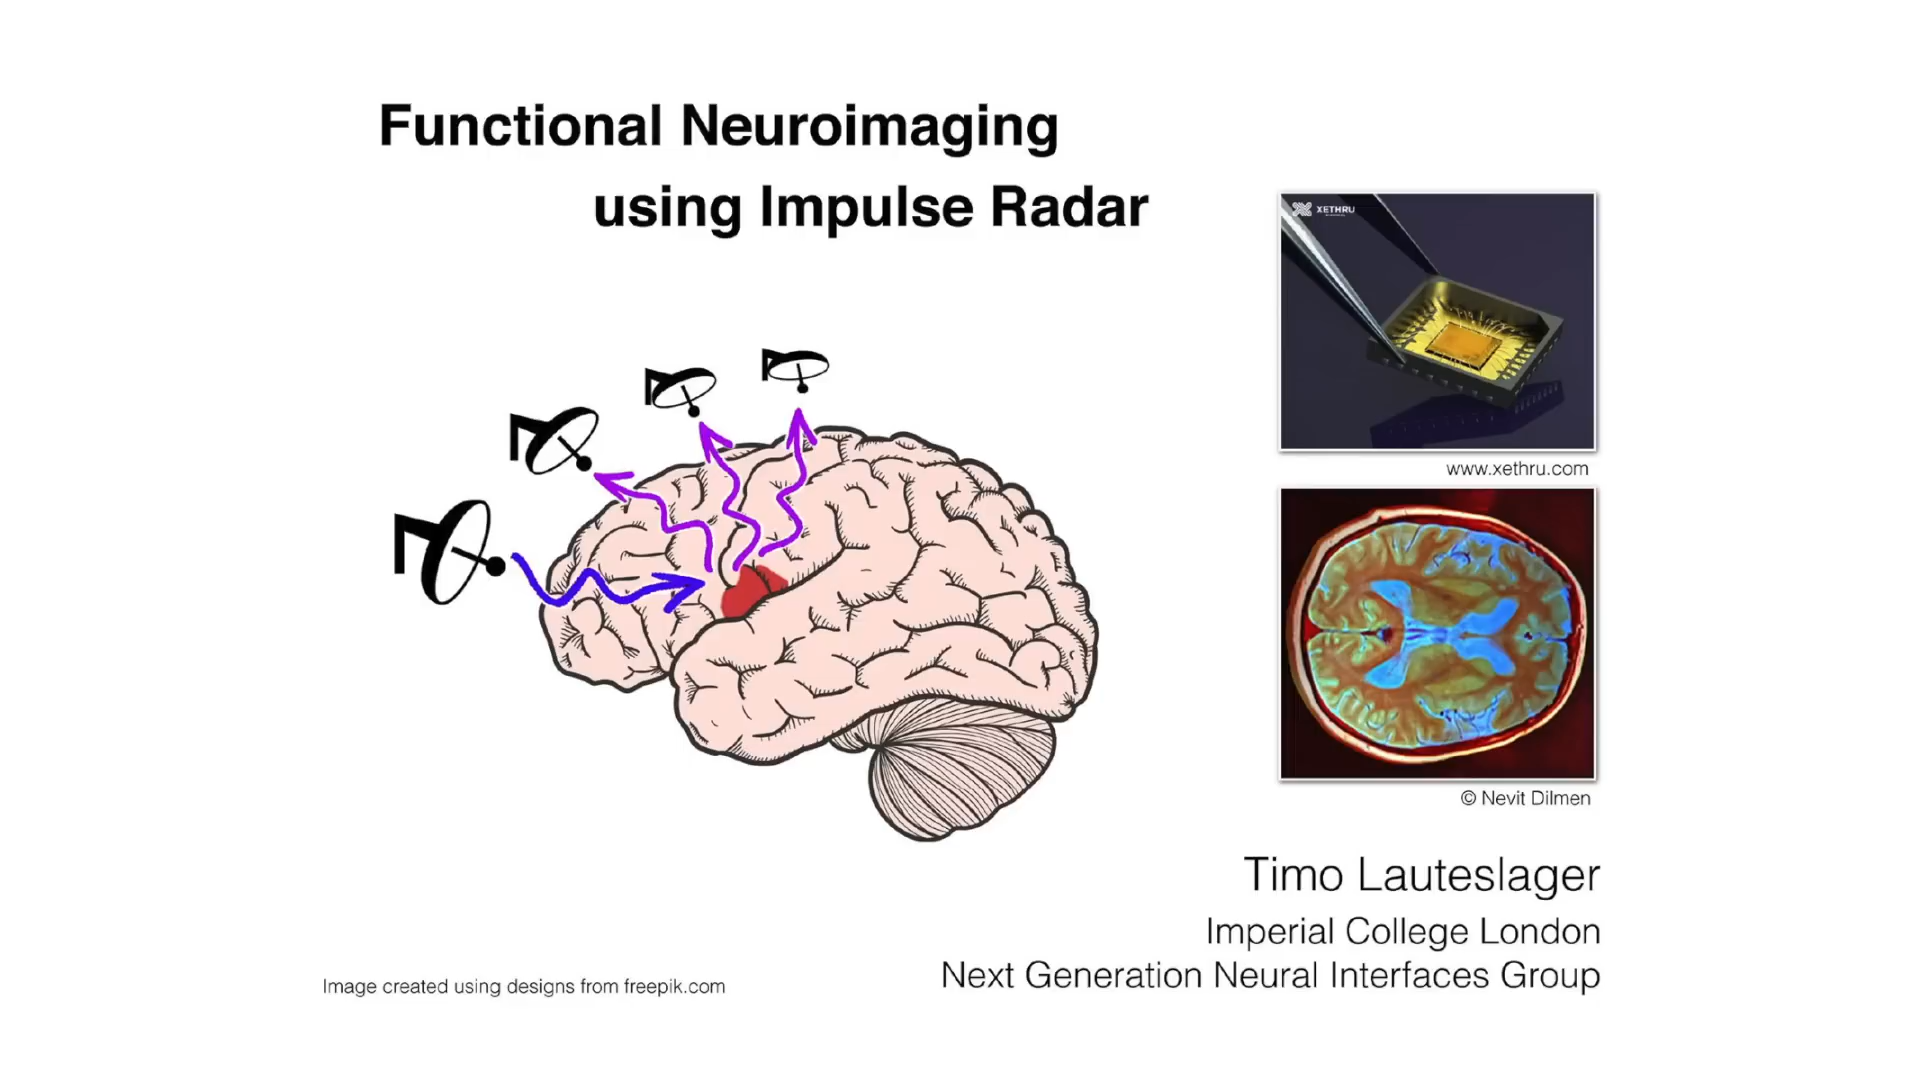 Functional Neuroimaging
using Impulse Radar
XETHRU
www.xethru.com
© Nevit Dilmen
Timo Lauteslager
Imperial College London
Next Generation Neural Interfaces Group
Image created using designs from freepik.com